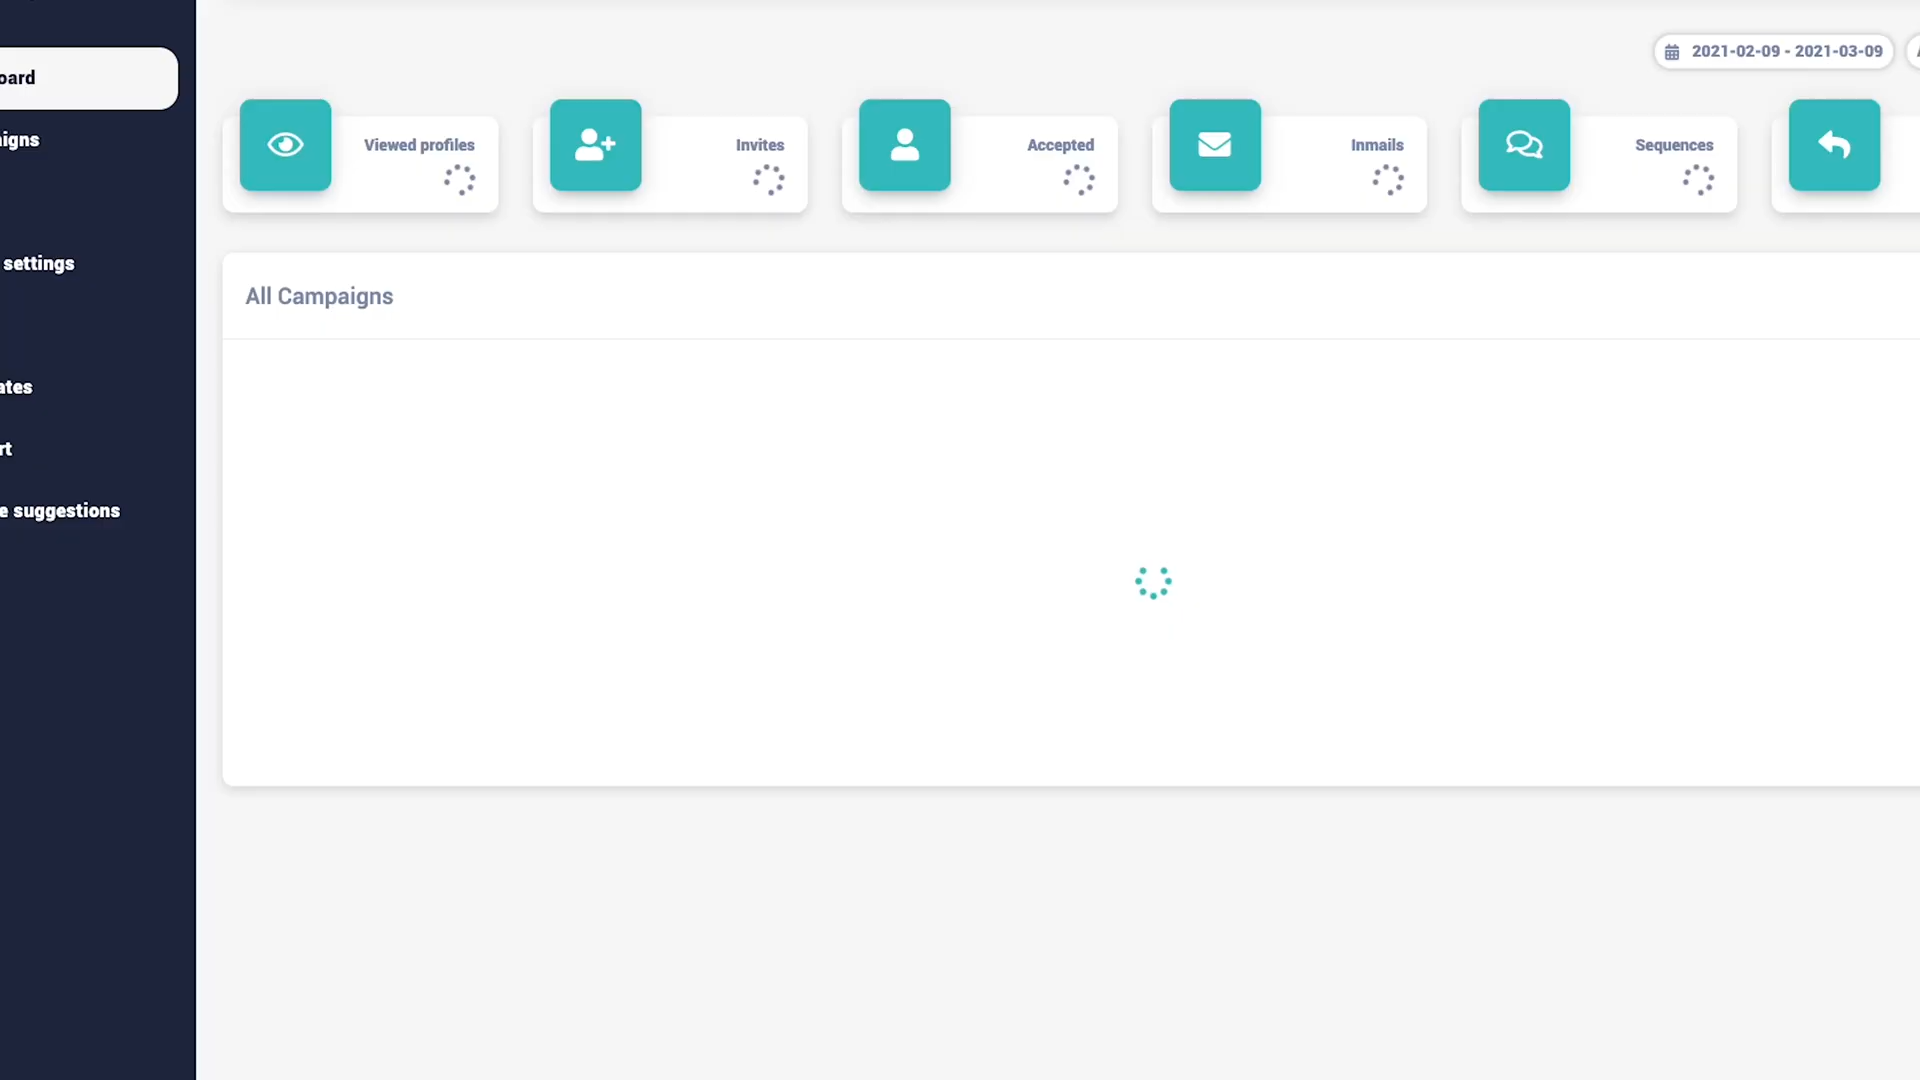 oard
igns
settings
ates
rt
e suggestions
2021-02-09 - 2021-03-09
Viewed profiles
Invites
Accepted
Inmails
Sequences
All Campaigns